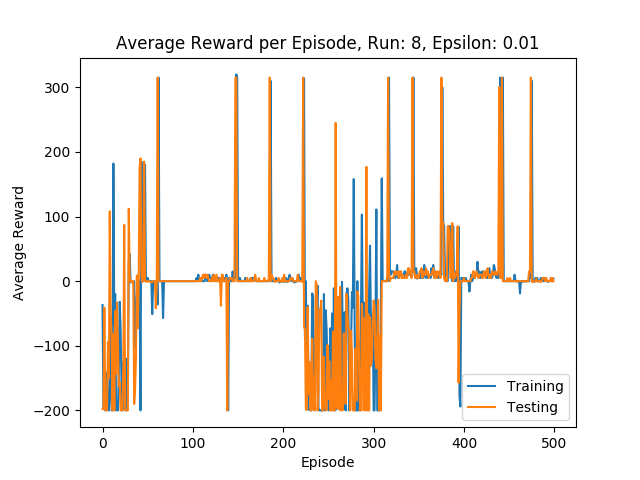 Average Reward per Episode, Run: 8, Epsilon: 0.01
Average Reward
300
200
100
0
−100
−200
0
100
200
300
400
500
Episode
Training
Testing